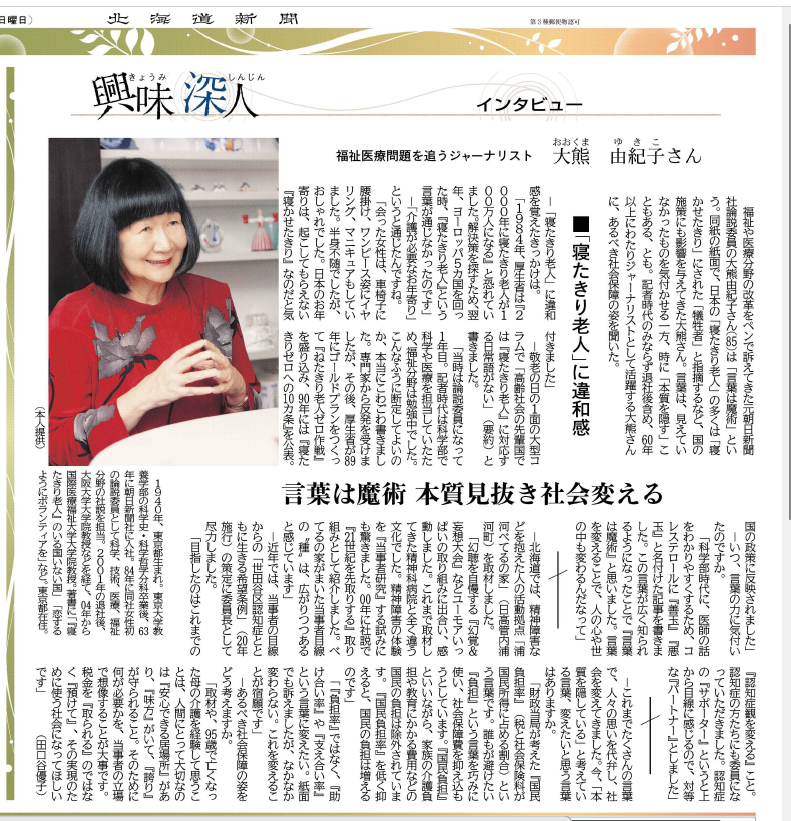 日曜日)
北海道新聞
第3種郵便物認可
きょうみ しんじん
興味 深人
インタビュー
おおくま ゆきこ
福祉医療問題を追うジャーナリスト 大熊 由紀子さん
福祉や医療分野の改革をペンで訴えてきた元朝日新聞
社論説委員の大熊由紀子さん(85)は「言葉は魔術」とい
う。同紙の紙面で、日本の「寝たきり老人」の多くは「寝
かせたきり」にされた「犠牲者」と指摘するなど、国の
施策にも影響を与えてきた大熊さん。言葉は、見えてい
なかったものを気付かせる一方、時に「本質を隠す」こ
ともある、とも。記者時代のみならず退社後含め、60年
以上にわたりジャーナリストとして活躍する大熊さん
に、あるべき社会保障の姿を聞いた。
■「寝たきり老人」に違和感
―「寝たきり老人」に違和
感を覚えたきっかけは。
「1984年、厚生省は『2
000年に寝たきり老人が1
00万人になる』と恐れてい
ました。解決策を探すため、翌
年、ヨーロッパ5カ国を回っ
た時、『寝たきり老人』という
言葉が通じなかったのです」
―「介護が必要なお年寄り」
というと通じたんですね。
「会った女性は、車椅子に
腰掛け、ワンピース姿にイヤ
リング、マニキュアもしてい
ました。半身不随でしたが、
おしゃれでした。日本のお年
寄りは、起こしてもらえない
『寝かせたきり』なのだと気
付きました」
―敬老の日の1面の大型コ
ラムで「高齢社会の先輩国で
は『寝たきり老人』に対応す
る日常語がない」(要約)と
書きました。
「当時は論説委員になって
1年目。記者時代は科学部で
科学や医療を担当していたた
め、福祉分野は勉強中でした。
こんなふうに断定してよいの
か、本当にこわごわ書きまし
た。専門家から反発を受けま
したが、その後、厚生省が89
年にゴールドプランをつくっ
て『ねたきり老人ゼロ作戦』
を盛り込み、90年には『寝た
きりゼロへの10カ条』を公表。
(本人提供)
言葉は魔術 本質見抜き社会変える
国の政策に反映されました」
―いつ、言葉の力に気付い
たのですか。
「科学部時代に、医師の話
をわかりやすくするため、コ
レステロールに『善玉』『悪
玉』と名付けた記事を書きま
した。この言葉が広く知られ
るようになったことで『言葉
は魔術』と思いました。言葉
を変えることで、人の心や世
の中も変わるんだなって」
―北海道では、精神障害な
どを抱えた人の活動拠点「浦
河べてるの家」(日高管内浦
河町)を取材しました。
「幻聴を自慢する『幻覚&
妄想大会』などユーモアいっ
ぱいの取り組みに出合い、感
動しました。これまで取材し
てきた精神科病院と全く違う
文化でした。精神障害の体験
を『当事者研究』する試みに
も驚きました。00年に社説で
『21世紀を先取りする』取り
組みとして紹介しました。べ
てるの家がまいた当事者目線
の〝種〟は、広がりつつある
と感じています」
―近年では、当事者の目線
からの「世田谷区認知症とと
もに生きる希望条例」(20年
施行)の策定に委員長として
尽力しました。
「目指したのはこれまでの
1940年、東京都生まれ。東京大学教
養学部の科学史・科学哲学分科卒業後、63
年に朝日新聞社に入社。84年に同社女性初
の論説委員として科学、技術、医療、福祉
分野の社説を担当。2001年の退社後、
大阪大学大学院教授などを経て、04年から
国際医療福祉大学大学院教授。著書に「『寝
たきり老人』のいる国いない国」「恋する
ようにボランティアを」など。東京都在住。
『認知症観を変える』こと。
認知症の方たちにも委員にな
っていただきました。認知症
の『サポーター』というと上
から目線に感じるので、対等
な『パートナー』としました」
―これまでたくさんの言葉
で、人々の思いを代弁し、社
会を変えてきました。今、「本
質を隠している」と考えてい
る言葉、変えたいと思う言葉
はありますか。
「財政当局が考えた『国民
負担率』(税と社会保険料が
国民所得に占める割合)とい
う言葉です。誰もが避けたい
『負担』という言葉を巧みに
使い、社会保障費を抑え込も
うとしています。『国民負担』
といいながら、家族の介護負
担や教育にかかる費用などの
国民の負担は除外されていま
す。『国民負担率』を低く抑
えると、国民の負担は増える
のです」
「『負担率』ではなく、『助
け合い率』や『支え合い率』
という言葉に変えたい。紙面
でも訴えましたが、なかなか
変わらない。これを変えるこ
とが宿願です」
―あるべき社会保障の姿を
どう考えますか。
「取材や、95歳で亡くなっ
た母の介護を経験して思うこ
とは、人間にとって大切なの
は『安心できる居場所』があ
り、『味方』がいて、『誇り』
が守られること。そのために
何が必要かを、当事者の立場
で想像することが大事です。
税金を『取られる』のではな
く『預けて』、その実現のた
めに使う社会になってほしい
です」
(田口谷優子)